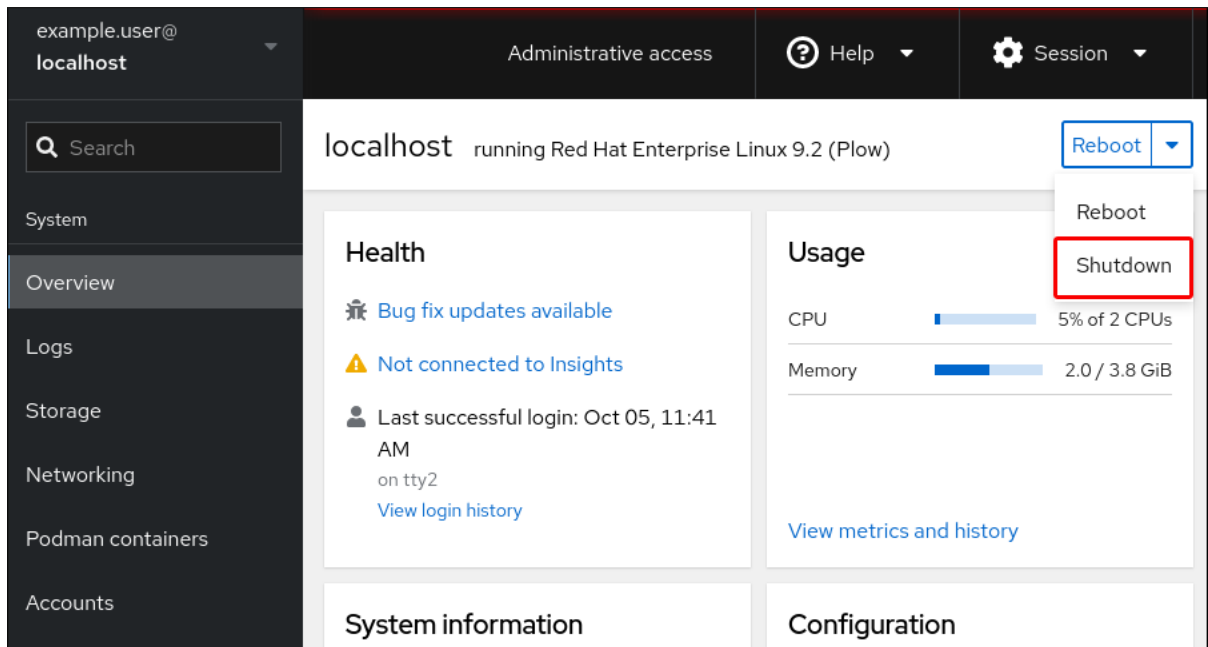 example.user@
localhost
Administrative access
Help
Session
Search
localhost running Red Hat Enterprise Linux 9.2 (Plow)
Reboot
Reboot
Shutdown
System
Overview
Logs
Storage
Networking
Podman containers
Accounts
Health
Bug fix updates available
Not connected to Insights
Last successful login: Oct 05, 11:41
AM
on tty2
View login history
Usage
CPU 5% of 2 CPUs
Memory 2.0 / 3.8 GiB
View metrics and history
System information
Configuration